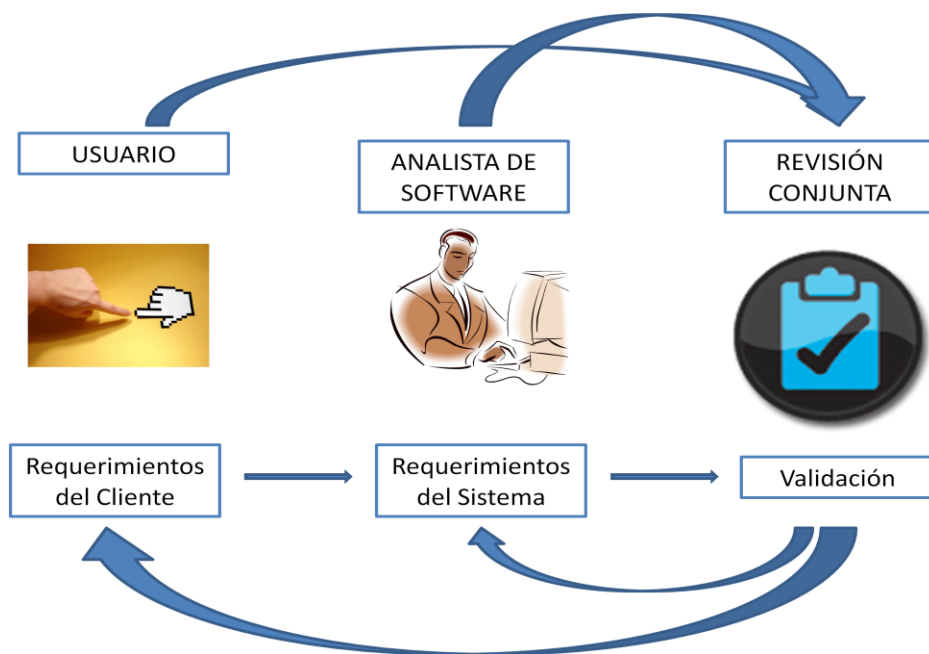 USUARIO
ANALISTA DE
SOFTWARE
REVISIÓN
CONJUNTA
Requerimientos
del Cliente
Requerimientos
del Sistema
Validación